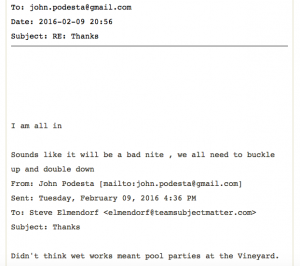 To: john.podesta@gmail.com
Date: 2016-02-09 20:56
Subject: RE: Thanks
I am all in
Sounds like it will be a bad nite , we all need to buckle
up and double down
From: John Podesta [mailto:john.podesta@gmail.com]
Sent: Tuesday, February 09, 2016 4:36 PM
To: Steve Elmendorf <elmendorf@teamsubjectmatter.com>
Subject: Thanks
Didn't think wet works meant pool parties at the Vineyard.